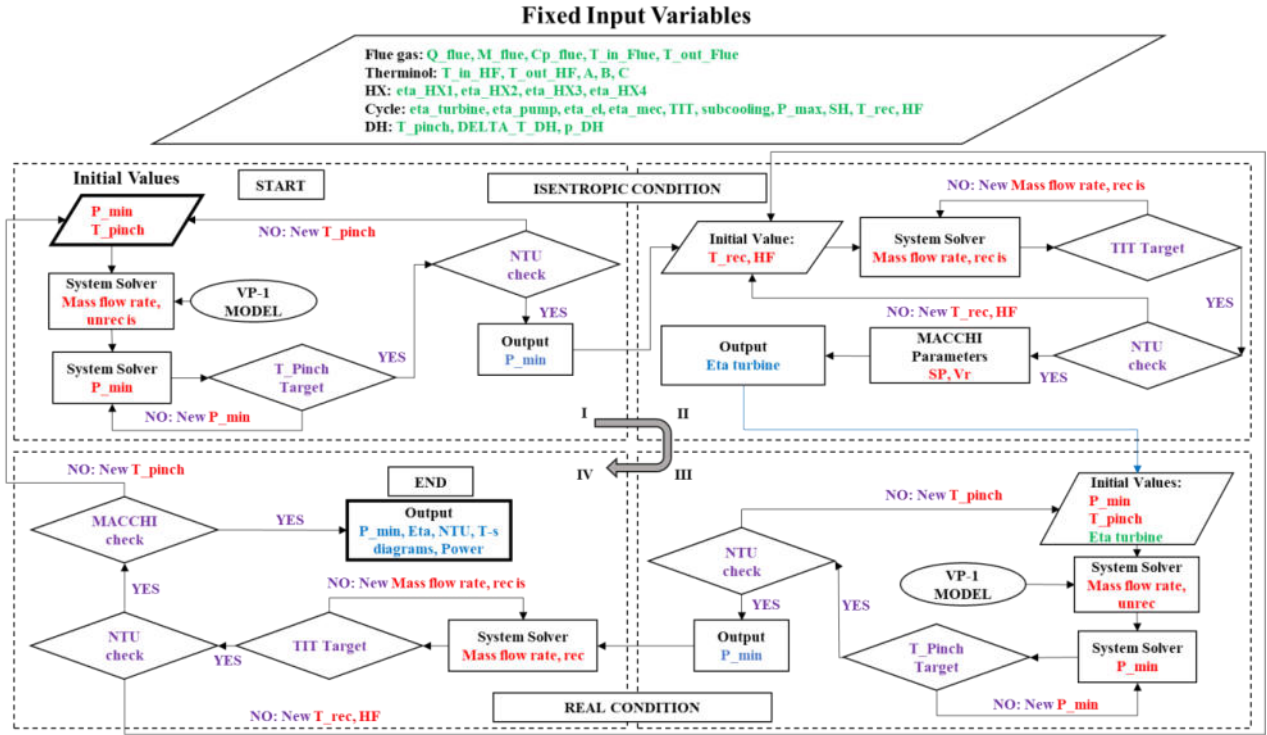 Fixed Input Variables
Flue gas: Q_flue, M_flue, Cp_flue, T_in_Flue, T_out_Flue
Therminol: T_in_HF, T_out_HF, A, B, C
HX: eta_HX1, eta_HX2, eta_HX3, eta_HX4
Cycle: eta_turbine, eta_pump, eta_el, eta_mec, TIT, subcooling, P_max, SH, T_rec, HF
DH: T_pinch, DELTA_T_DH, p_DH
Initial Values
START
P_min
T_pinch
NO: New T_pinch
NTU
check
System Solver
Mass flow rate,
unrec is
VP-1
MODEL
YES
Output
P_min
System Solver
P_min
T_Pinch
Target
YES
NO: New P_min
ISENTROPIC CONDITION
NO: New Mass flow rate, rec is
Initial Value:
T_rec, HF
System Solver
Mass flow rate, rec is
TIT Target
YES
NO: New T_rec, HF
Output
Eta turbine
MACCHI
Parameters
SP, Vr
YES
NTU
check
I
II
III
IV
NO: New T_pinch
END
MACCHI
check
YES
Output
P_min, Eta, NTU, T-s
diagrams, Power
YES
NO: New Mass flow rate, rec is
NTU
check
YES
TIT Target
System Solver
Mass flow rate, rec
NO: New T_rec, HF
REAL CONDITION
NO: New T_pinch
Initial Values:
P_min
T_pinch
Eta turbine
NTU
check
VP-1
MODEL
System Solver
Mass flow rate,
unrec
YES
YES
Output
P_min
T_Pinch
Target
System Solver
P_min
NO: New P_min